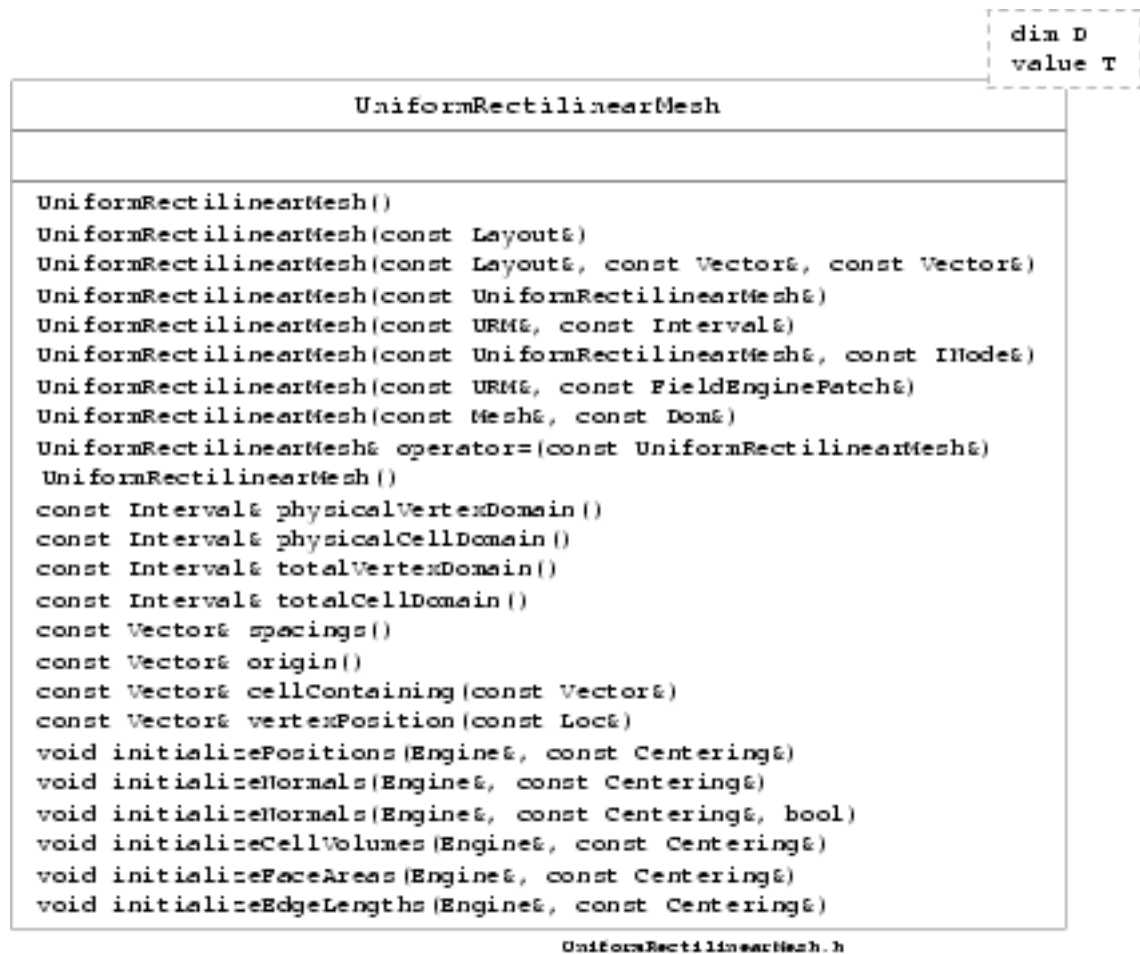 dim D
value T
UniformRectilinearMesh
UniformRectilinearMesh()
UniformRectilinearMesh(const Layout&)
UniformRectilinearMesh(const Layout&, const Vector&, const Vector&)
UniformRectilinearMesh(const UniformRectilinearMesh&)
UniformRectilinearMesh(const URM&, const Interval&)
UniformRectilinearMesh(const UniformRectilinearMesh&, const INode&)
UniformRectilinearMesh(const URM&, const FieldEnginePatch&)
UniformRectilinearMesh(const Mesh&, const Dom&)
UniformRectilinearMesh& operator=(const UniformRectilinearMesh&)
UniformRectilinearMesh()
const Interval& physicalVertexDomain()
const Interval& physicalCellDomain()
const Interval& totalVertexDomain()
const Interval& totalCellDomain()
const Vector& spacings()
const Vector& origin()
const Vector& cellContaining(const Vector&)
const Vector& vertexPosition(const Loc&)
void initializePositions(Engine&, const Centering&)
void initializeNormals(Engine&, const Centering&)
void initializeNormals(Engine&, const Centering&, bool)
void initializeCellVolumes(Engine&, const Centering&)
void initializeFaceAreas(Engine&, const Centering&)
void initializeEdgeLengths(Engine&, const Centering&)
UniformRectilinearMesh.h